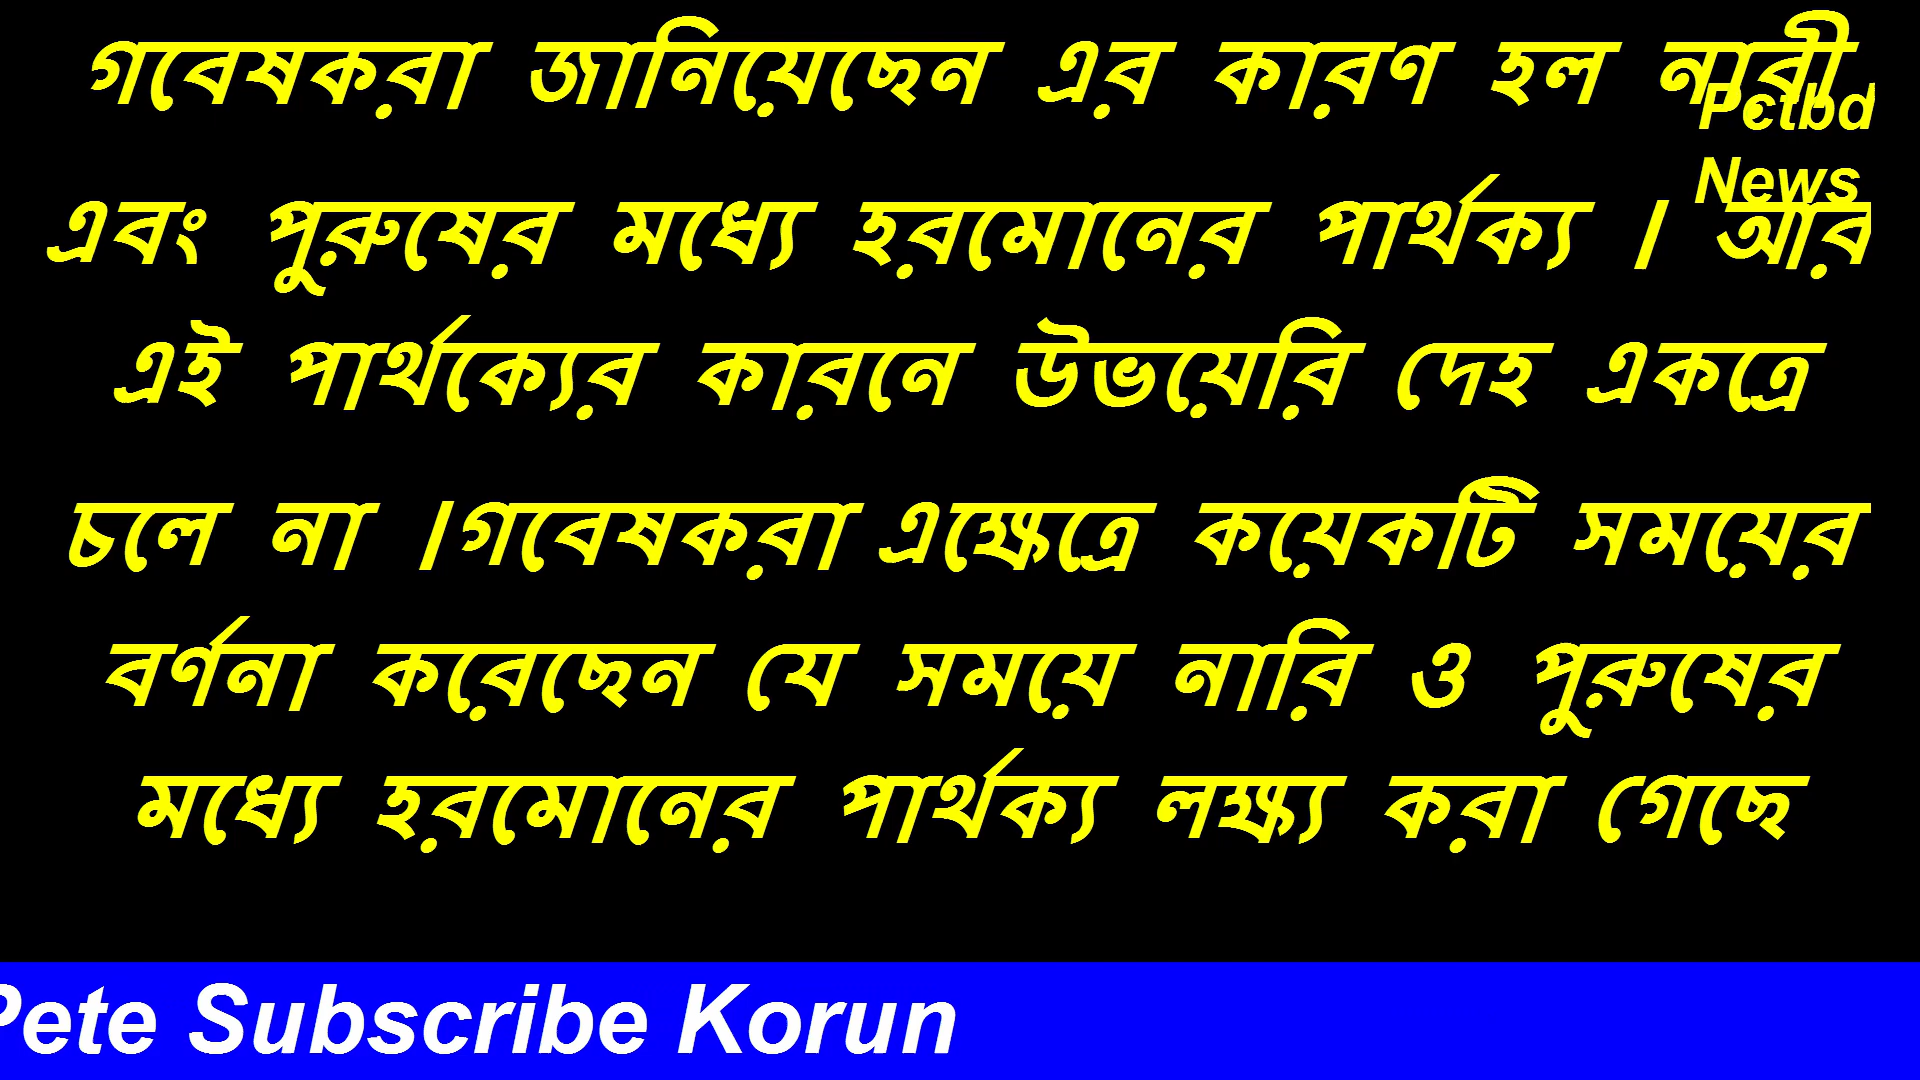 গবেষকরা জানিয়েছেন এর কারণ হল নারী
Pctbd
News
এবং পুরুষের মধ্যে হরমোনের পার্থক্য । আর
এই পার্থক্যের কারনে উভয়েরি দেহ একত্রে
চলে না ।গবেষকরা এক্ষেত্রে কয়েকটি সময়ের
বর্ণনা করেছেন যে সময়ে নারি ও পুরুষের
মধ্যে হরমোনের পার্থক্য লক্ষ্য করা গেছে
Pete Subscribe Korun